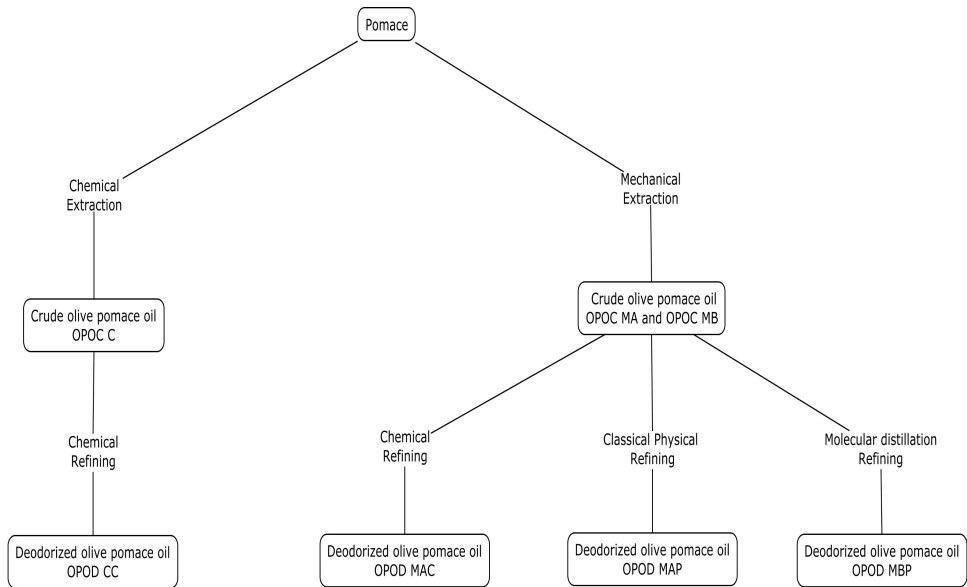 Pomace
Chemical
Extraction
Mechanical
Extraction
Crude olive pomace oil
OPOC C
Crude olive pomace oil
OPOC MA and OPOC MB
Chemical
Refining
Chemical
Refining
Classical Physical
Refining
Molecular distillation
Refining
Deodorized olive pomace oil
OPOD CC
Deodorized olive pomace oil
OPOD MAC
Deodorized olive pomace oil
OPOD MAP
Deodorized olive pomace oil
OPOD MBP